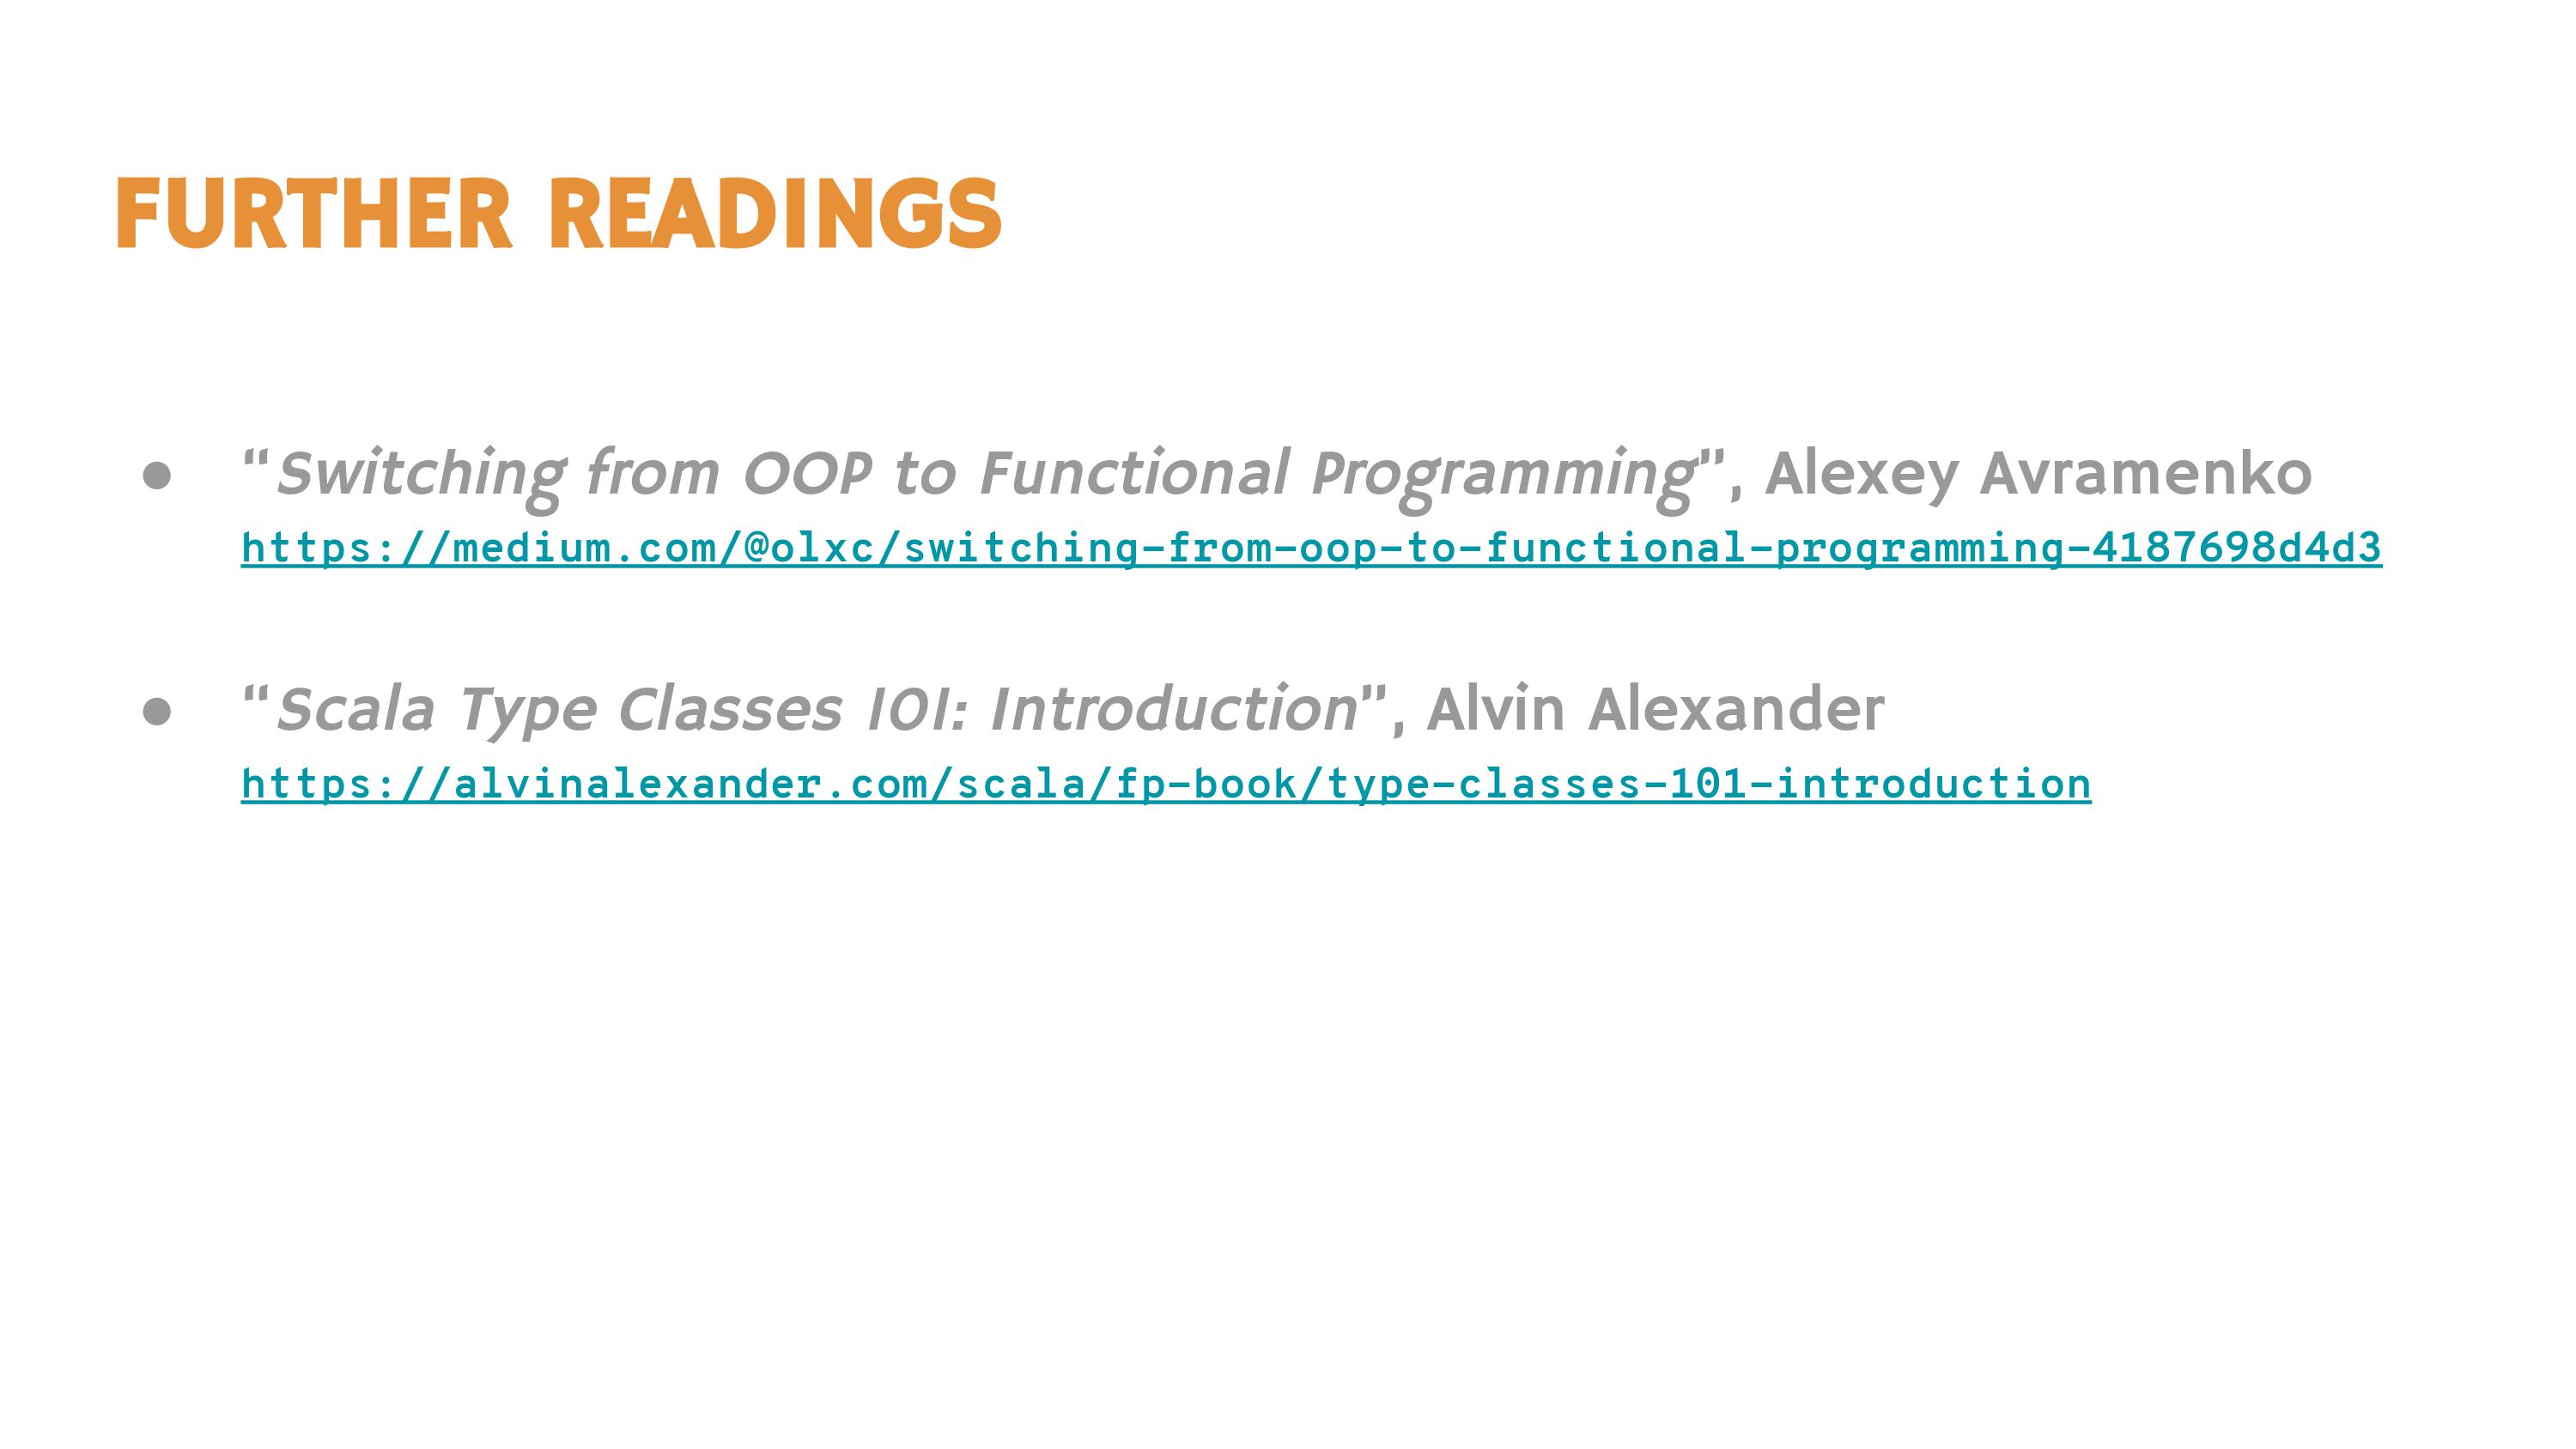 FURTHER READINGS
● “Switching from OOP to Functional Programming”, Alexey Avramenko
https://medium.com/@olxc/switching-from-oop-to-functional-programming-4187698d4d3
● “Scala Type Classes 101: Introduction”, Alvin Alexander
https://alvinalexander.com/scala/fp-book/type-classes-101-introduction